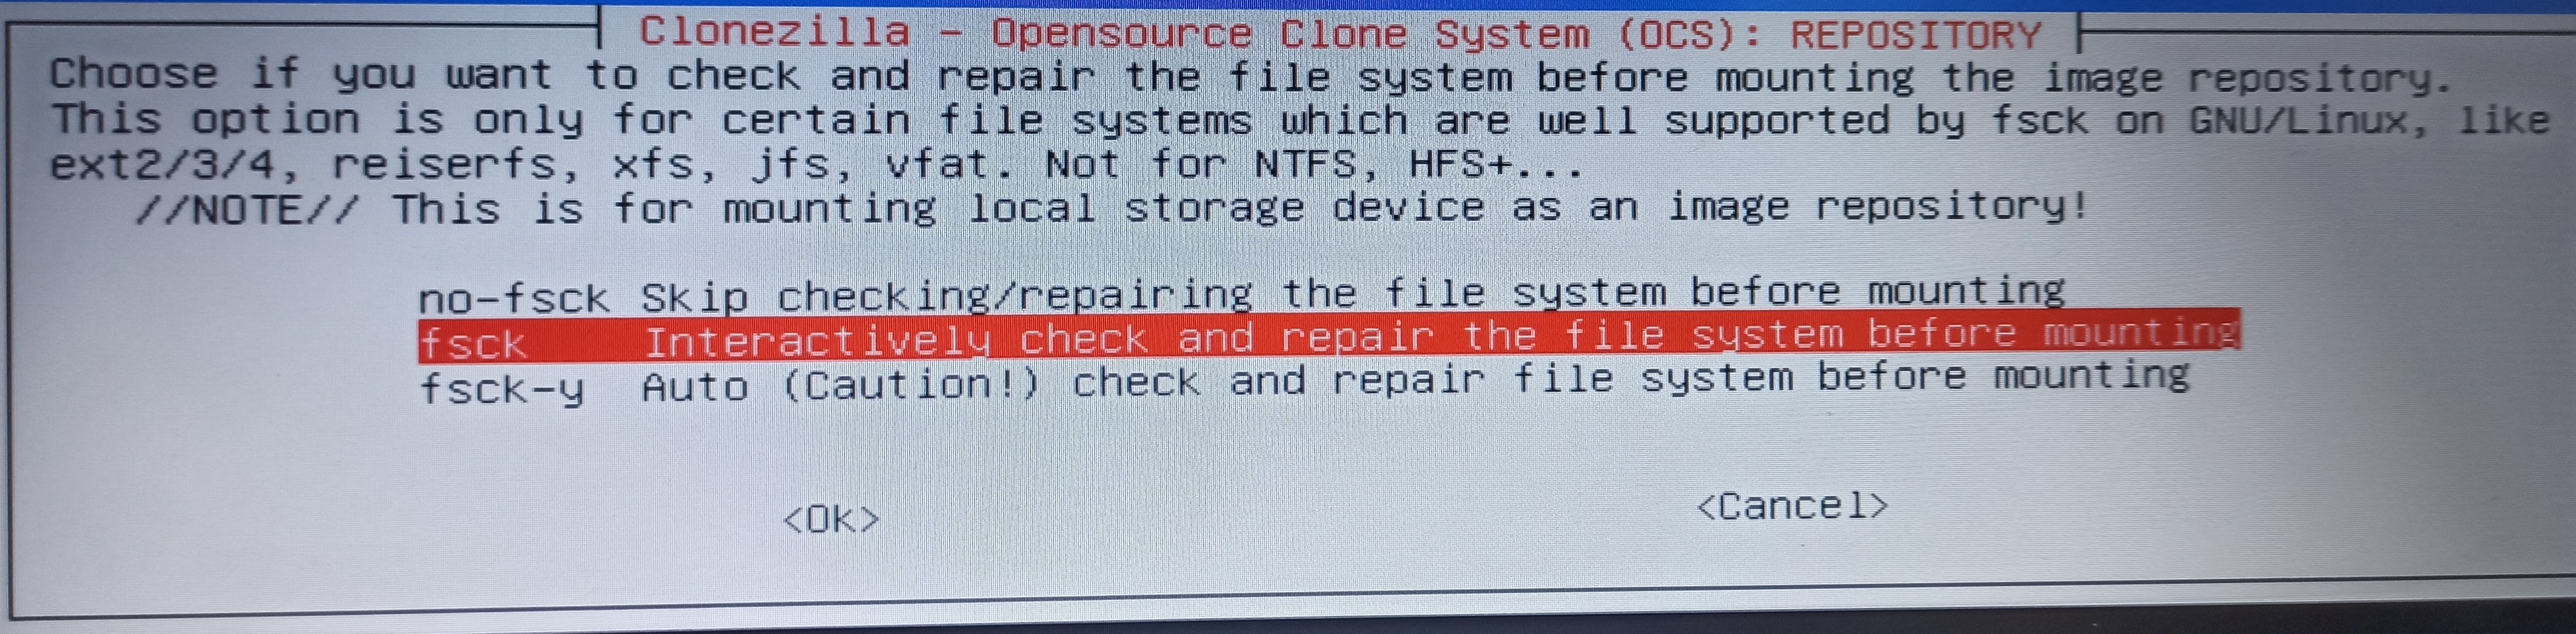 Clonezilla - Opensource Clone System (OCS): REPOSITORY
Choose if you want to check and repair the file system before mounting the image repository.
This option is only for certain file systems which are well supported by fsck on GNU/Linux, like
ext2/3/4, reiserfs, xfs, jfs, vfat. Not for NTFS, HFS+...
//NOTE// This is for mounting local storage device as an image repository!
no-fsck Skip checking/repairing the file system before mounting
fsck Interactively check and repair the file system before mounting
fsck-y Auto (Caution!) check and repair file system before mounting
<Ok> <Cancel>